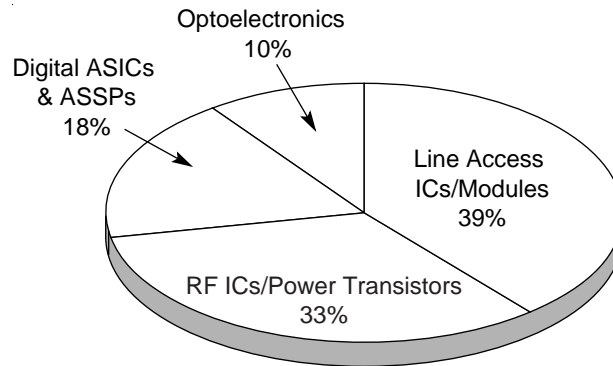 Optoelectronics
10%
Digital ASICs
& ASSPs
18%
Line Access
ICs/Modules
39%
RF ICs/Power Transistors
33%